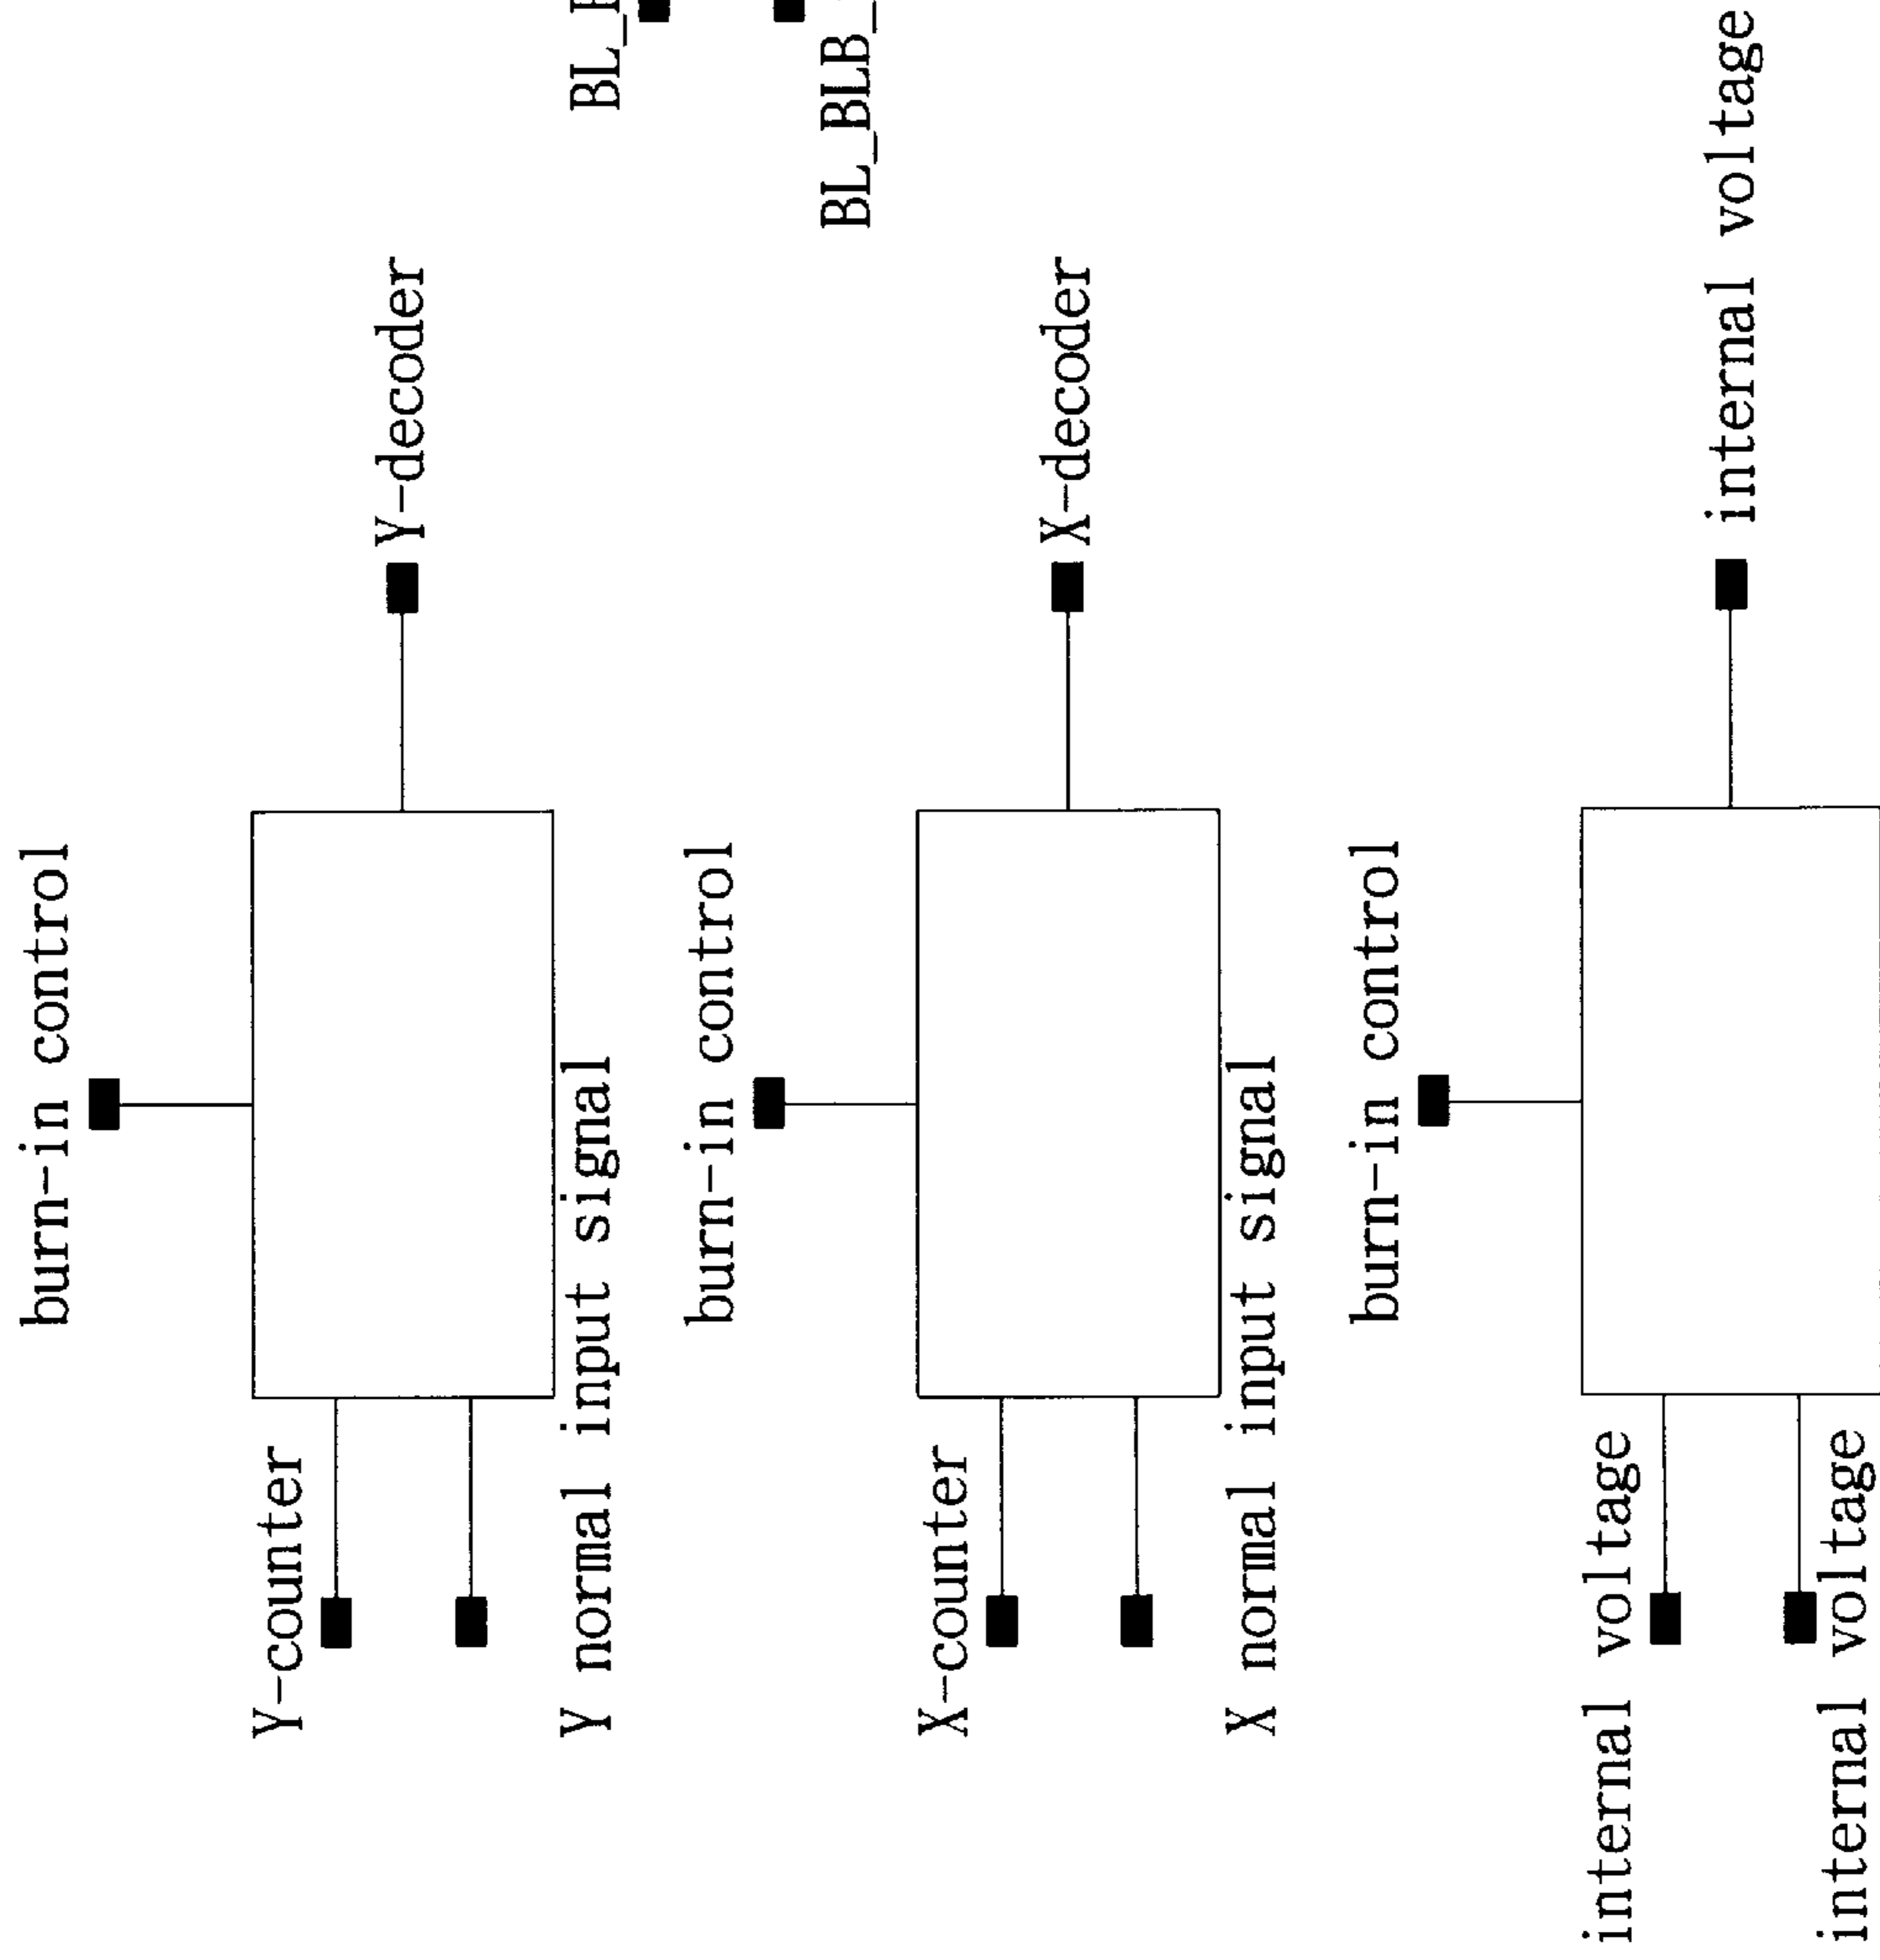 burn-in control
Y-counter
Y-decoder
Y normal input signal
BL_BLB_
burn-in control
X-counter
X-decoder
X normal input signal
burn-in control
internal voltage
internal voltage
internal voltage